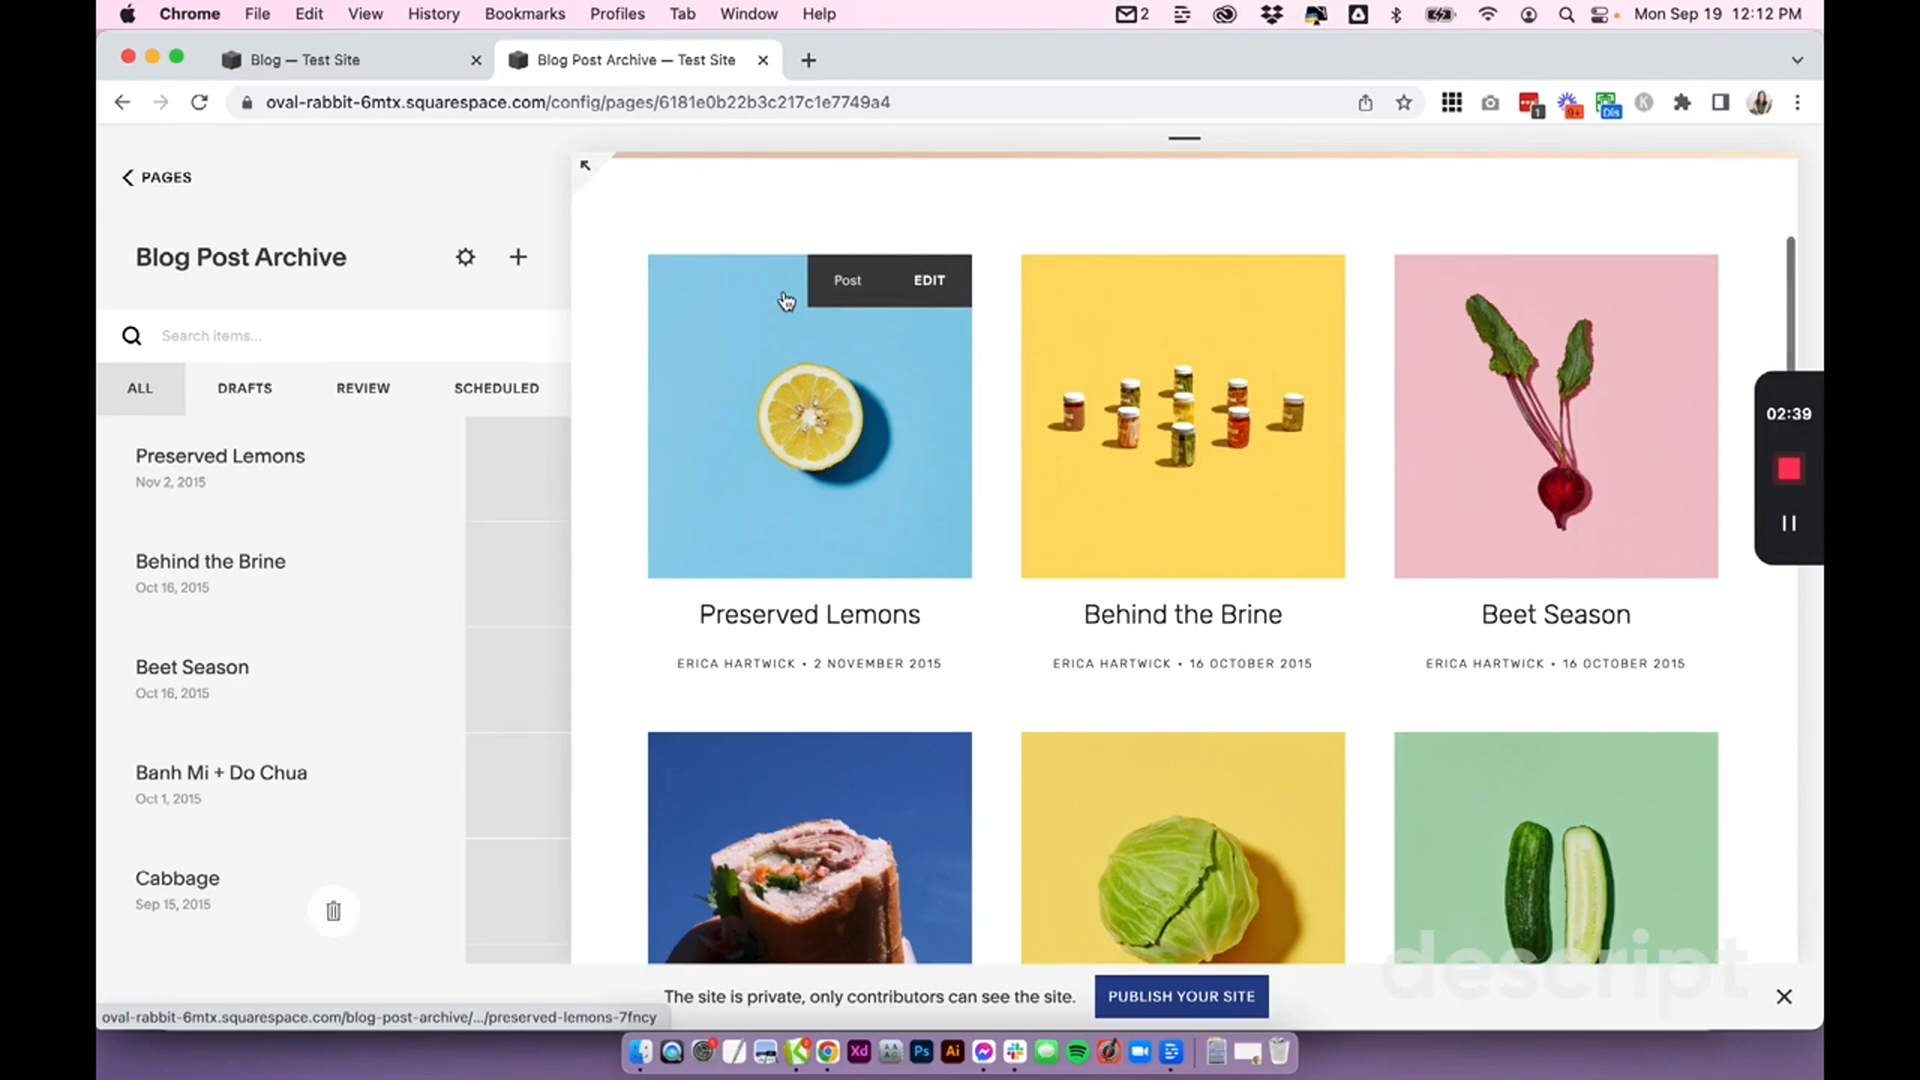 Chrome File Edit View History Bookmarks Profiles Tab Window Help 2 Mon Sep 19 12:12 PM
Blog — Test Site
Blog Post Archive — Test Site
oval-rabbit-6mtx.squarespace.com/config/pages/6181e0b22b3c217c1e7749a4
1
9+
Dis
K
PAGES
Blog Post Archive
Search items...
ALL DRAFTS REVIEW SCHEDULED
Preserved Lemons
Nov 2, 2015
Behind the Brine
Oct 16, 2015
Beet Season
Oct 16, 2015
Banh Mi + Do Chua
Oct 1, 2015
Cabbage
Sep 15, 2015
Post EDIT
Preserved Lemons
ERICA HARTWICK • 2 NOVEMBER 2015
Behind the Brine
ERICA HARTWICK • 16 OCTOBER 2015
Beet Season
ERICA HARTWICK • 16 OCTOBER 2015
02:39
descript
The site is private, only contributors can see the site.
PUBLISH YOUR SITE
oval-rabbit-6mtx.squarespace.com/blog-post-archive/.../preserved-lemons-7fncy
Xd
Ps
Ai